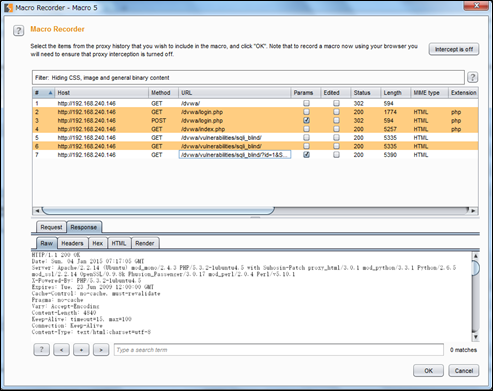 Macro Recorder - Macro 5
Macro Recorder
Select the items from the proxy history that you wish to include in the macro, and click "OK". Note that to record a macro now using your browser you
will need to ensure that proxy interception is turned off.
Intercept is off
Filter: Hiding CSS, image and general binary content
# Host Method URL Params Edited Status Length MIME type Extension
1 http://192.168.240.146 GET /dvwa/ 302 594
2 http://192.168.240.146 GET /dvwa/login.php 200 1774 HTML php
3 http://192.168.240.146 POST /dvwa/login.php 302 594 HTML php
4 http://192.168.240.146 GET /dvwa/index.php 200 5257 HTML php
5 http://192.168.240.146 GET /dvwa/vulnerabilities/sqli_blind/ 200 5335 HTML
6 http://192.168.240.146 GET /dvwa/vulnerabilities/sqli_blind/ 200 5335 HTML
7 http://192.168.240.146 GET /dvwa/vulnerabilities/sqli_blind/?id=1&S... 200 5390 HTML
Request Response
Raw Headers Hex HTML Render
HTTP/1.1 200 OK
Date: Sun, 04 Jan 2015 07:17:05 GMT
Server: Apache/2.2.14 (Ubuntu) mod_mono/2.4.3 PHP/5.3.2-1ubuntu4.5 with Suhosin-Patch proxy_html/3.0.1 mod_python/3.3.1 Python/2.6.5
mod_ssl/2.2.14 OpenSSL/0.9.8k Phusion_Passenger/3.0.17 mod_perl/2.0.4 Perl/v5.10.1
X-Powered-By: PHP/5.3.2-1ubuntu4.5
Expires: Tue, 23 Jun 2009 12:00:00 GMT
Cache-Control: no-cache, must-revalidate
Pragma: no-cache
Vary: Accept-Encoding
Content-Length: 4940
Keep-Alive: timeout=15, max=100
Connection: Keep-Alive
Content-Type: text/html;charset=utf-8
? < + > Type a search term 0 matches
OK Cancel